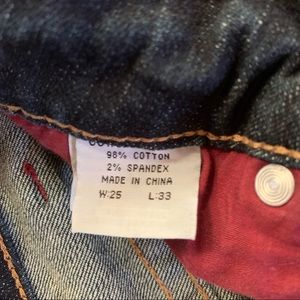 98% COTTON
2% SPANDEX
MADE IN CHINA
W:25 L:33